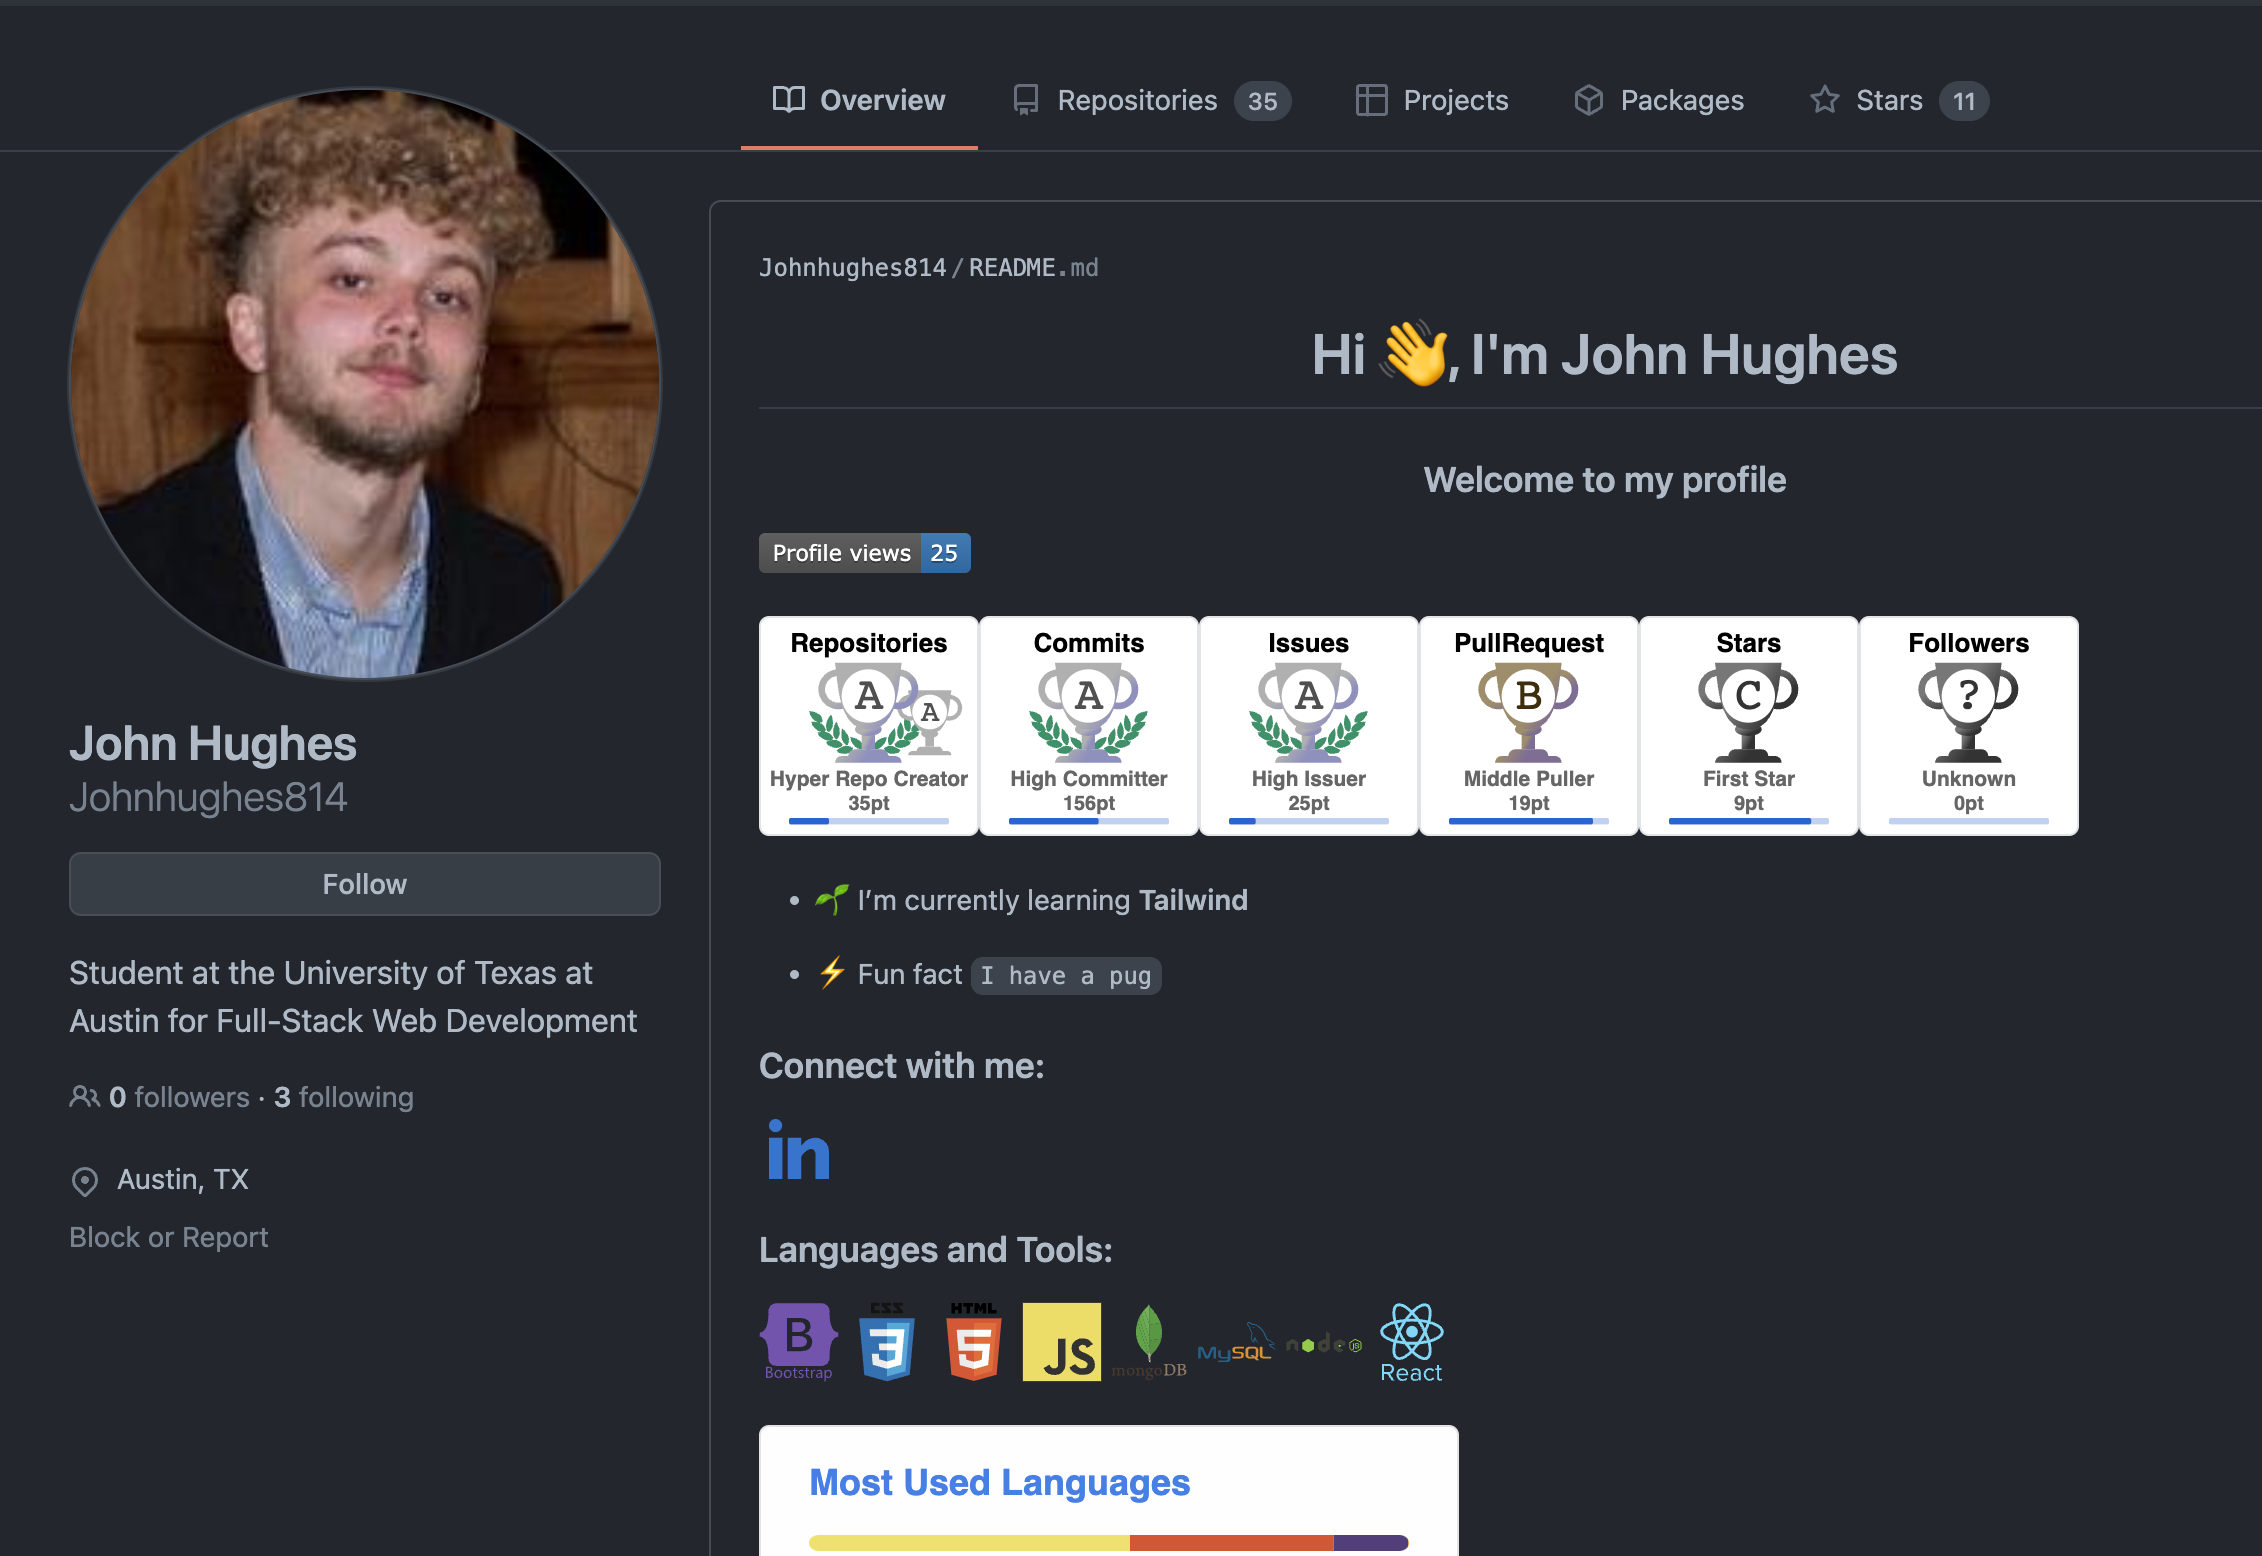 Overview
Repositories 35
Projects
Packages
Stars 11
John Hughes
Johnhughes814
Follow
Student at the University of Texas at
Austin for Full-Stack Web Development
0 followers · 3 following
Austin, TX
Block or Report
Johnhughes814/README.md
Hi 👋, I'm John Hughes
Welcome to my profile
Profile views 25
Repositories
A
A
Hyper Repo Creator
35pt
Commits
A
High Committer
156pt
Issues
A
High Issuer
25pt
PullRequest
B
Middle Puller
19pt
Stars
C
First Star
9pt
Followers
?
Unknown
0pt
• 🌱 I’m currently learning Tailwind
• ⚡ Fun fact I have a pug
Connect with me:
in
Languages and Tools:
B
Bootstrap
CSS
3
HTML
5
JS
mongoDB
MySQL
node
JS
React
Most Used Languages